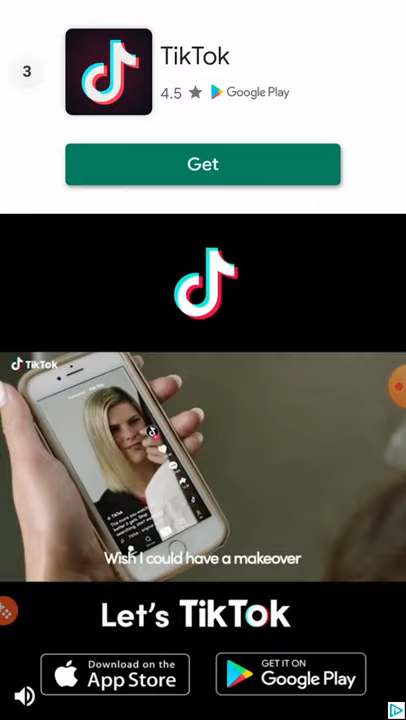 3
TikTok
4.5 ★ Google Play
Get
TikTok
Wish I could have a makeover
Let's TikTok
Download on the
App Store
GET IT ON
Google Play